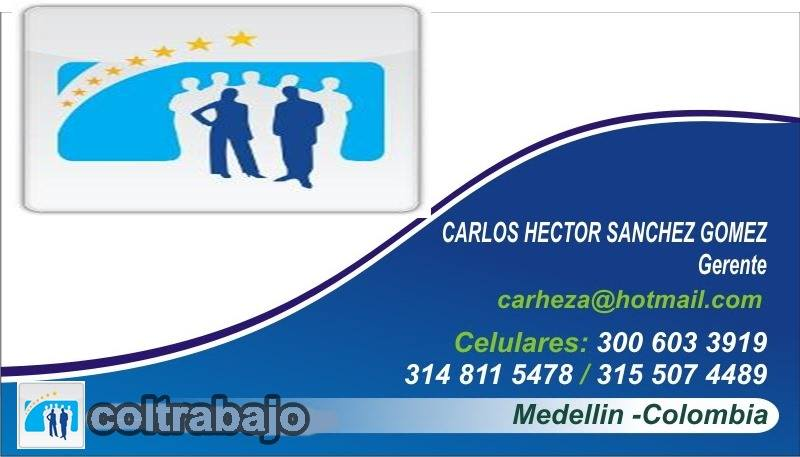 CARLOS HECTOR SANCHEZ GOMEZ
Gerente
carheza@hotmail.com
Celulares: 300 603 3919
314 811 5478 / 315 507 4489
coltrabajo
Medellin -Colombia